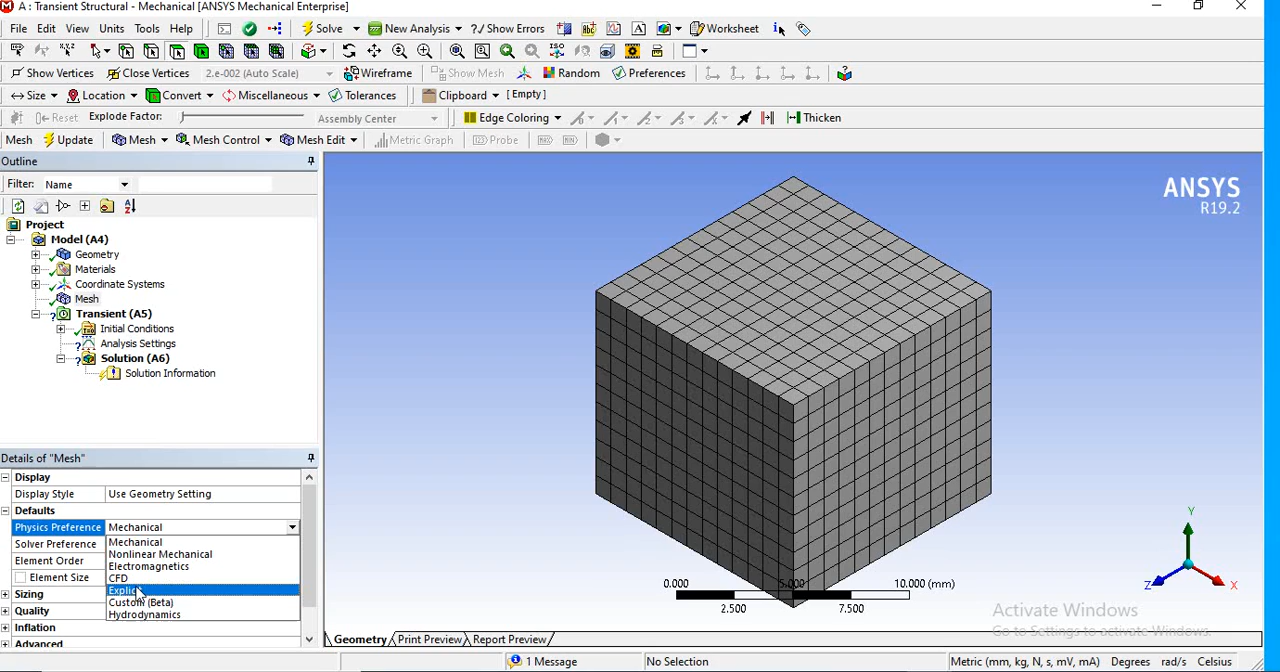 A : Transient Structural - Mechanical [ANSYS Mechanical Enterprise]
File Edit View Units Tools Help Solve New Analysis ?/ Show Errors Worksheet
Show Vertices Close Vertices 2.e-002 (Auto Scale) Wireframe Show Mesh Random Preferences
Size Location Convert Miscellaneous Tolerances Clipboard [ Empty ]
Reset Explode Factor: Assembly Center Edge Coloring Thicken
Mesh Update Mesh Mesh Control Mesh Edit Metric Graph Probe
Outline
Filter: Name
Project
Model (A4)
Geometry
Materials
Coordinate Systems
Mesh
Transient (A5)
Initial Conditions
Analysis Settings
Solution (A6)
Solution Information
Details of "Mesh"
Display
Display Style Use Geometry Setting
Defaults
Physics Preference Mechanical
Solver Preference
Element Order
Element Size
Sizing
Quality
Inflation
Advanced
Mechanical
Nonlinear Mechanical
Electromagnetics
CFD
Custom (Beta)
Hydrodynamics
ANSYS
R19.2
0.000 5.000 10.000 (mm)
2.500 7.500
Y
Z X
Activate Windows
Go to Settings to activate Windows.
Geometry Print Preview Report Preview
1 Message No Selection Metric (mm, kg, N, s, mV, mA) Degrees rad/s Celsius